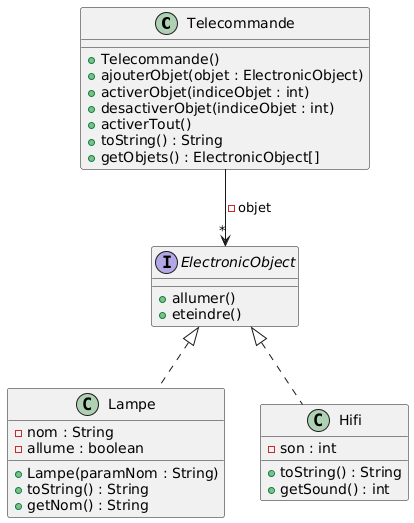 C Telecommande
Telecommande()
ajouterObjet(objet : ElectronicObject)
activerObjet(indiceObjet : int)
desactiverObjet(indiceObjet : int)
activerTout()
toString() : String
getObjets() : ElectronicObject[]
objet
*
I ElectronicObject
allumer()
eteindre()
C Lampe
nom : String
allume : boolean
Lampe(paramNom : String)
toString() : String
getNom() : String
C Hifi
son : int
toString() : String
getSound() : int